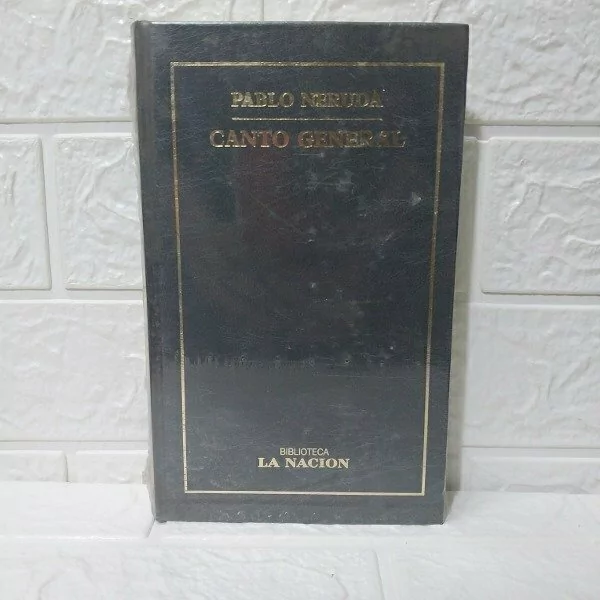 PABLO NERUDA
CANTO GENERAL
BIBLIOTECA
LA NACION